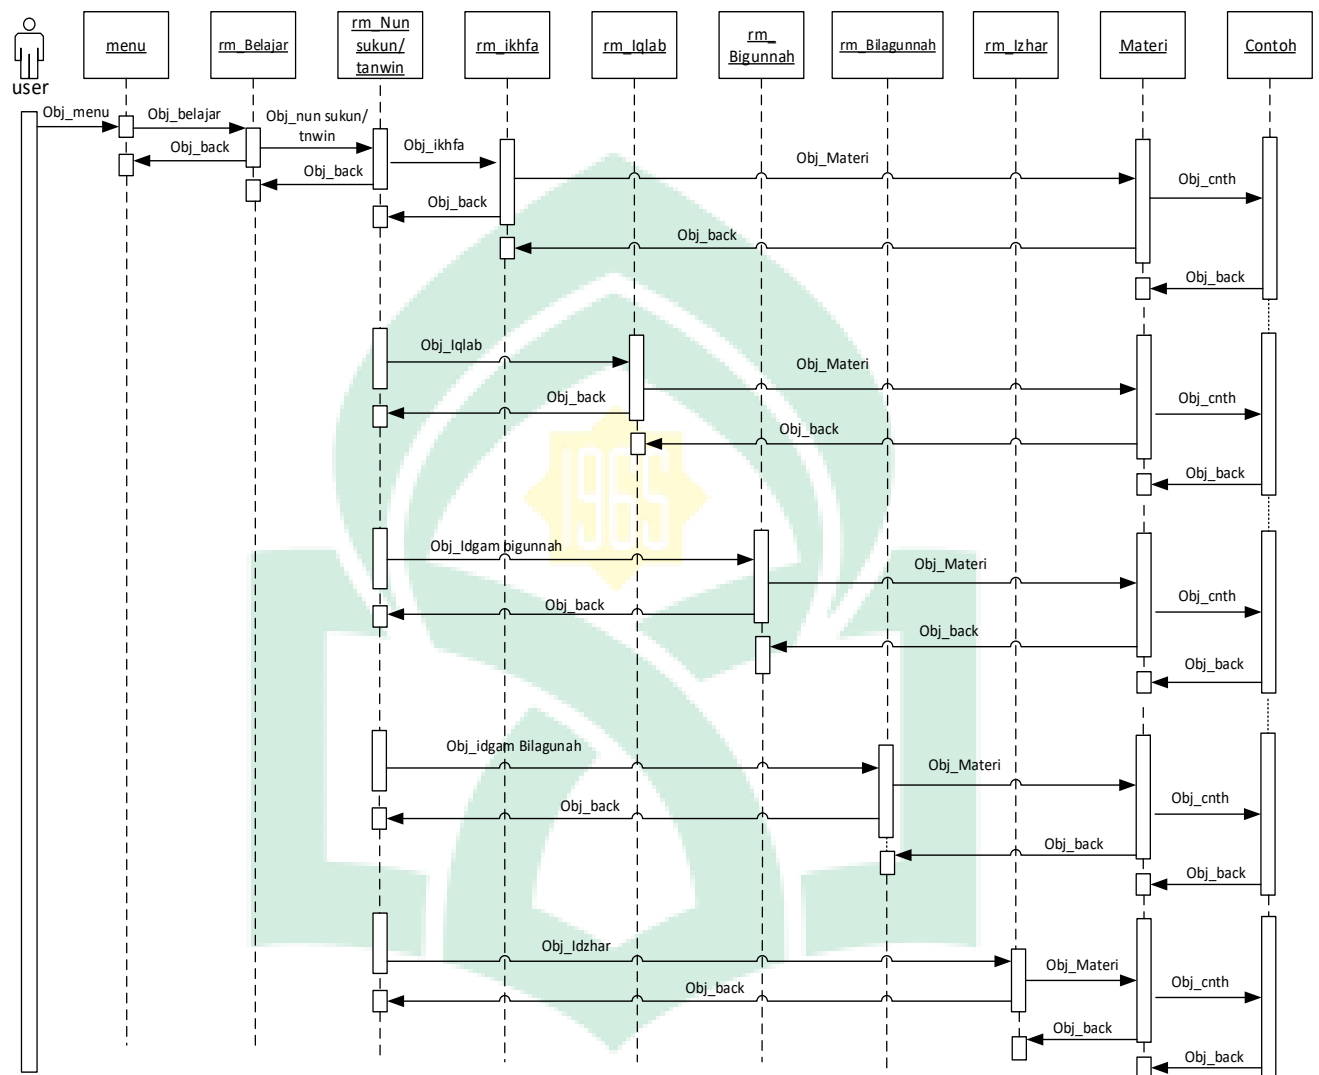 user
menu
rm_Belajar
rm_Nun
sukun/
tanwin
rm_ikhfa
rm_Iqlab
rm_
Bigunnah
rm_Bilagunnah
rm_Izhar
Materi
Contoh
Obj_menu
Obj_belajar
Obj_nun sukun/
tnwin
Obj_back
Obj_ikhfa
Obj_Materi
Obj_back
Obj_cnth
Obj_back
Obj_back
Obj_back
Obj_Iqlab
Obj_Materi
Obj_back
Obj_cnth
Obj_back
Obj_back
1965
Obj_Idgam bigunnah
Obj_Materi
Obj_back
Obj_cnth
Obj_back
Obj_back
Obj_idgam Bilagunah
Obj_Materi
Obj_back
Obj_cnth
Obj_back
Obj_back
Obj_Idzhar
Obj_Materi
Obj_back
Obj_cnth
Obj_back
Obj_back